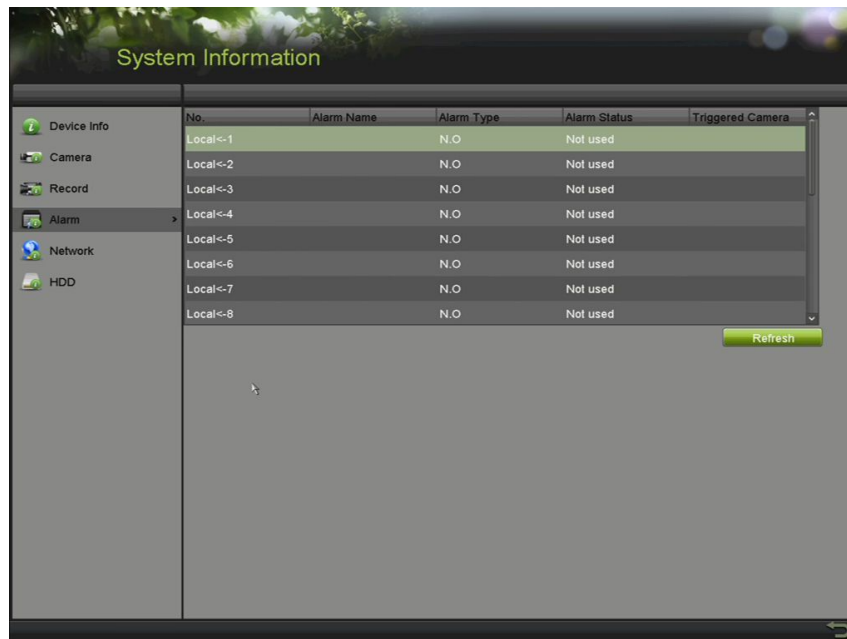 System Information
Device Info
Camera
Record
Alarm
Network
HDD
No. Alarm Name Alarm Type Alarm Status Triggered Camera
Local<-1 N.O Not used
Local<-2 N.O Not used
Local<-3 N.O Not used
Local<-4 N.O Not used
Local<-5 N.O Not used
Local<-6 N.O Not used
Local<-7 N.O Not used
Local<-8 N.O Not used
Refresh